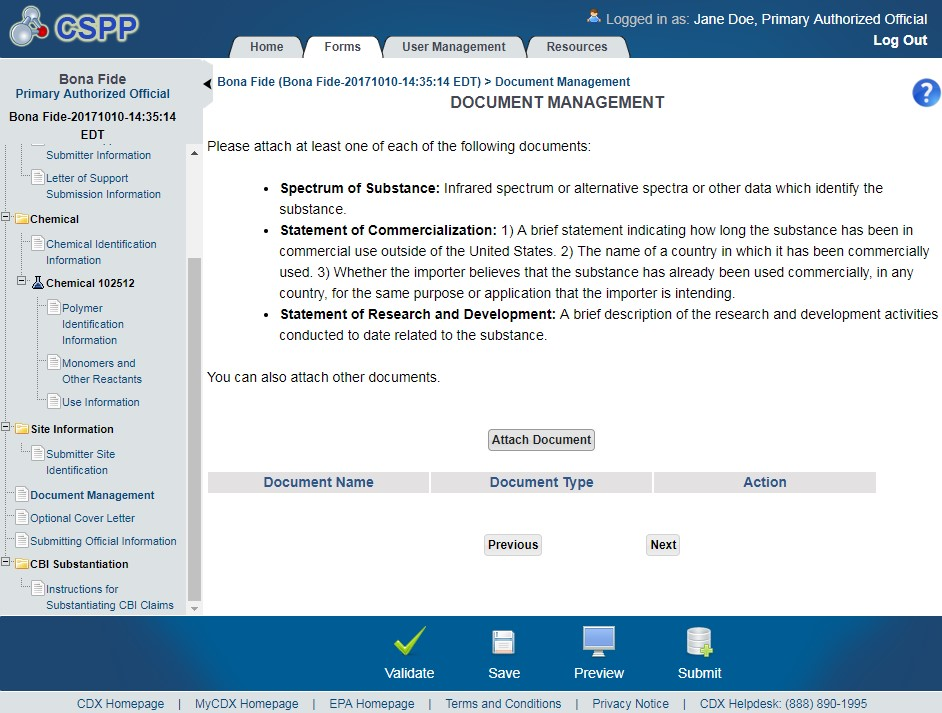 CSPP
Logged in as: Jane Doe, Primary Authorized Official
Log Out
Home
Forms
User Management
Resources
Bona Fide
Primary Authorized Official
Bona Fide-20171010-14:35:14
EDT
Submitter Information
Letter of Support
Submission Information
Chemical
Chemical Identification
Information
Chemical 102512
Polymer
Identification
Information
Monomers and
Other Reactants
Use Information
Site Information
Submitter Site
Identification
Document Management
Optional Cover Letter
Submitting Official Information
CBI Substantiation
Instructions for
Substantiating CBI Claims
Bona Fide (Bona Fide-20171010-14:35:14 EDT) > Document Management
DOCUMENT MANAGEMENT
?
Please attach at least one of each of the following documents:
• Spectrum of Substance: Infrared spectrum or alternative spectra or other data which identify the
substance.
• Statement of Commercialization: 1) A brief statement indicating how long the substance has been in
commercial use outside of the United States. 2) The name of a country in which it has been commercially
used. 3) Whether the importer believes that the substance has already been used commercially, in any
country, for the same purpose or application that the importer is intending.
• Statement of Research and Development: A brief description of the research and development activities
conducted to date related to the substance.
You can also attach other documents.
Attach Document
Document Name
Document Type
Action
Previous
Next
Validate
Save
Preview
Submit
CDX Homepage | MyCDX Homepage | EPA Homepage | Terms and Conditions | Privacy Notice | CDX Helpdesk: (888) 890-1995